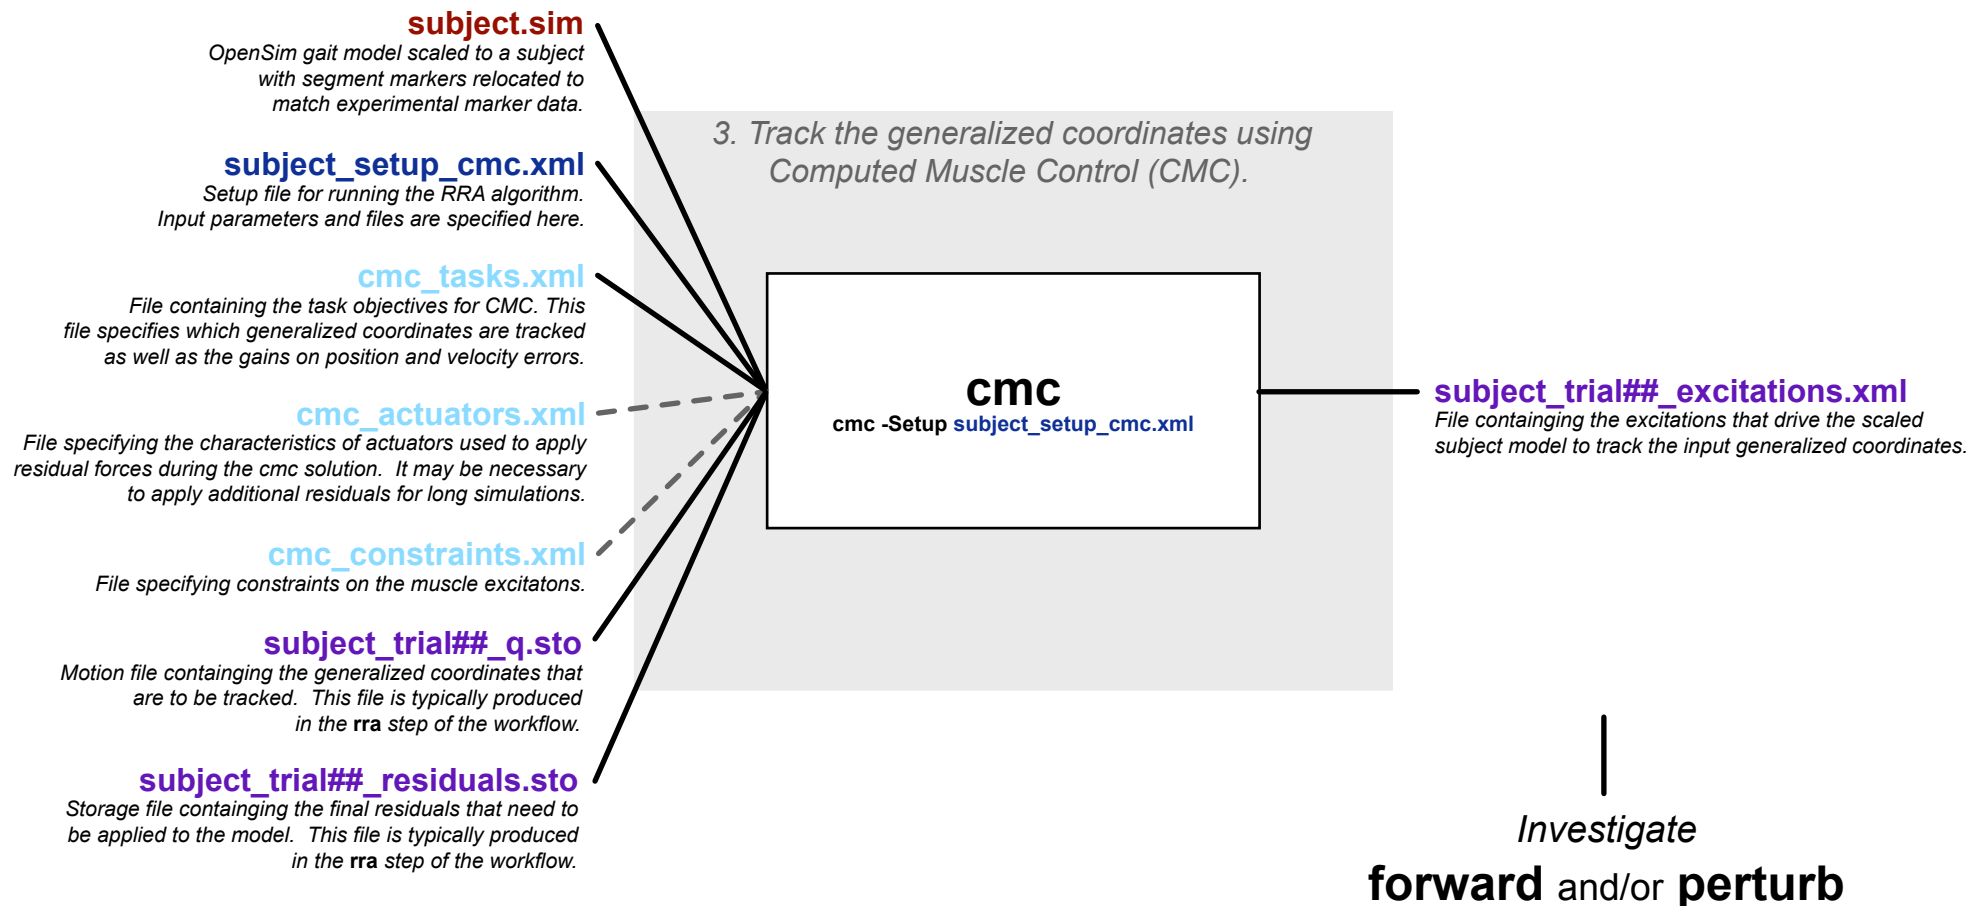 subject.sim
OpenSim gait model scaled to a subject
with segment markers relocated to
match experimental marker data.
subject_setup_cmc.xml
Setup file for running the RRA algorithm.
Input parameters and files are specified here.
cmc_tasks.xml
File containing the task objectives for CMC. This
file specifies which generalized coordinates are tracked
as well as the gains on position and velocity errors.
cmc_actuators.xml
File specifying the characteristics of actuators used to apply
residual forces during the cmc solution. It may be necessary
to apply additional residuals for long simulations.
cmc_constraints.xml
File specifying constraints on the muscle excitatons.
subject_trial##_q.sto
Motion file containging the generalized coordinates that
are to be tracked. This file is typically produced
in the rra step of the workflow.
subject_trial##_residuals.sto
Storage file containging the final residuals that need to
be applied to the model. This file is typically produced
in the rra step of the workflow.
3. Track the generalized coordinates using
Computed Muscle Control (CMC).
cmc
cmc -Setup subject_setup_cmc.xml
subject_trial##_excitations.xml
File containging the excitations that drive the scaled
subject model to track the input generalized coordinates.
Investigate
forward and/or perturb